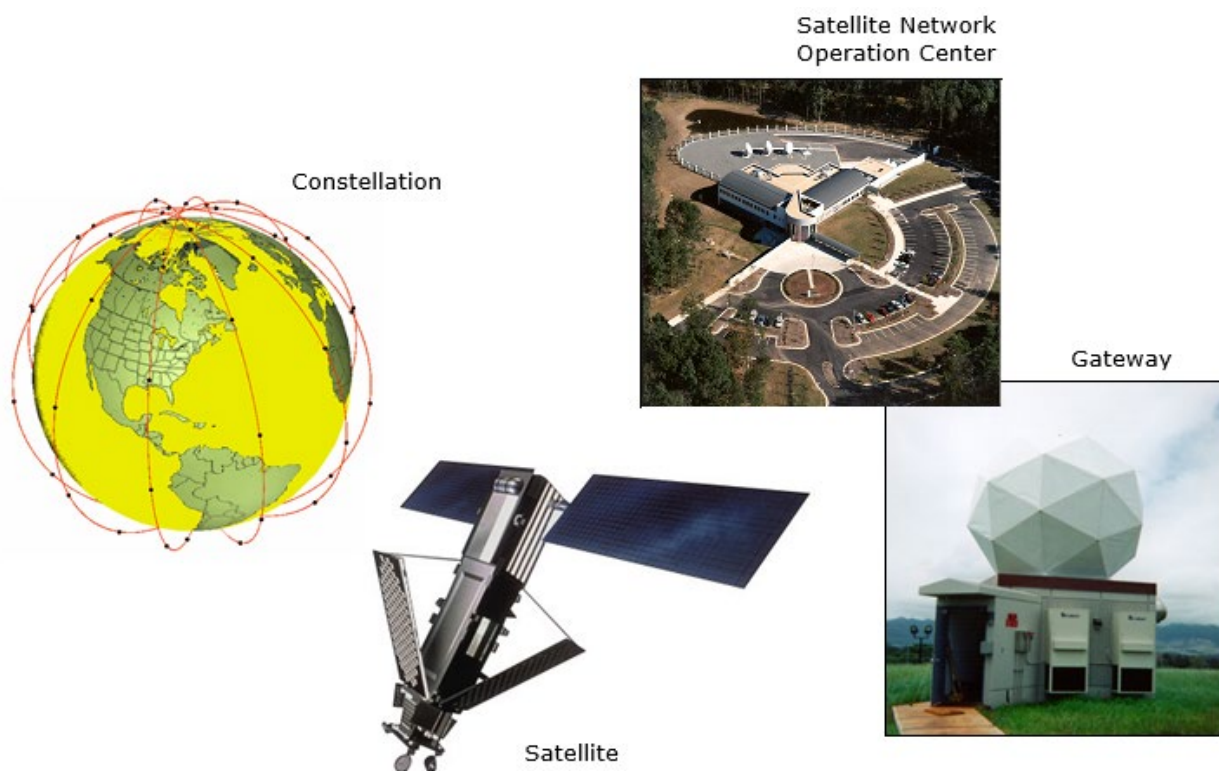 Satellite Network
Operation Center
Constellation
Gateway
Satellite